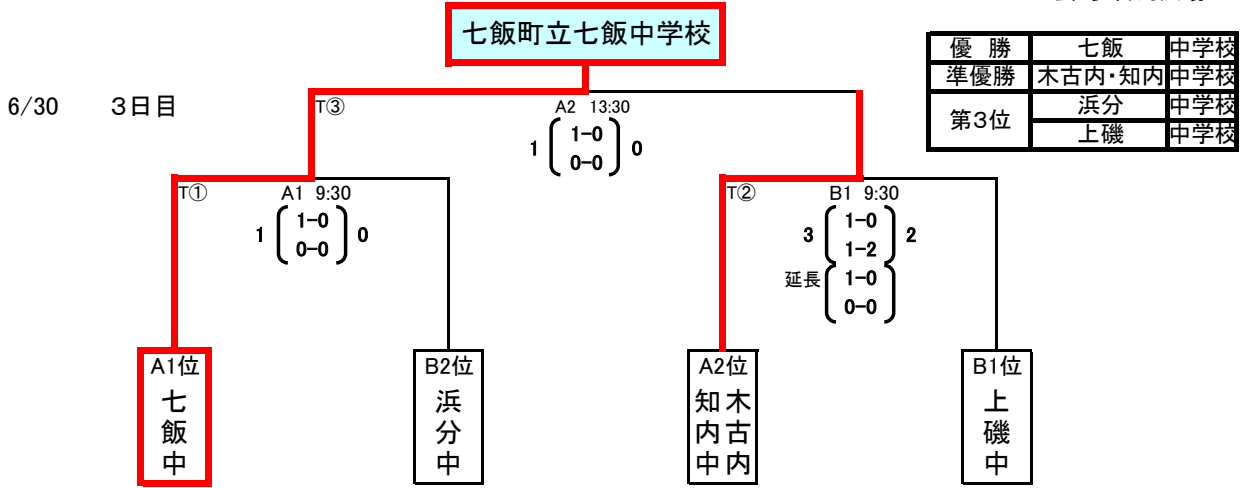 七飯町立七飯中学校
優 勝 七飯 中学校
準優勝 木古内・知内 中学校
第3位 浜分 中学校
上磯 中学校
6/30 3日目
T③ A2 13:30
1 1-0 0
0-0
T① A1 9:30
1 1-0 0
0-0
T② B1 9:30
3 1-0 2
1-2
延長 1-0
0-0
A1位
七飯中
B2位
浜分中
A2位
木古内
知内中
B1位
上磯中